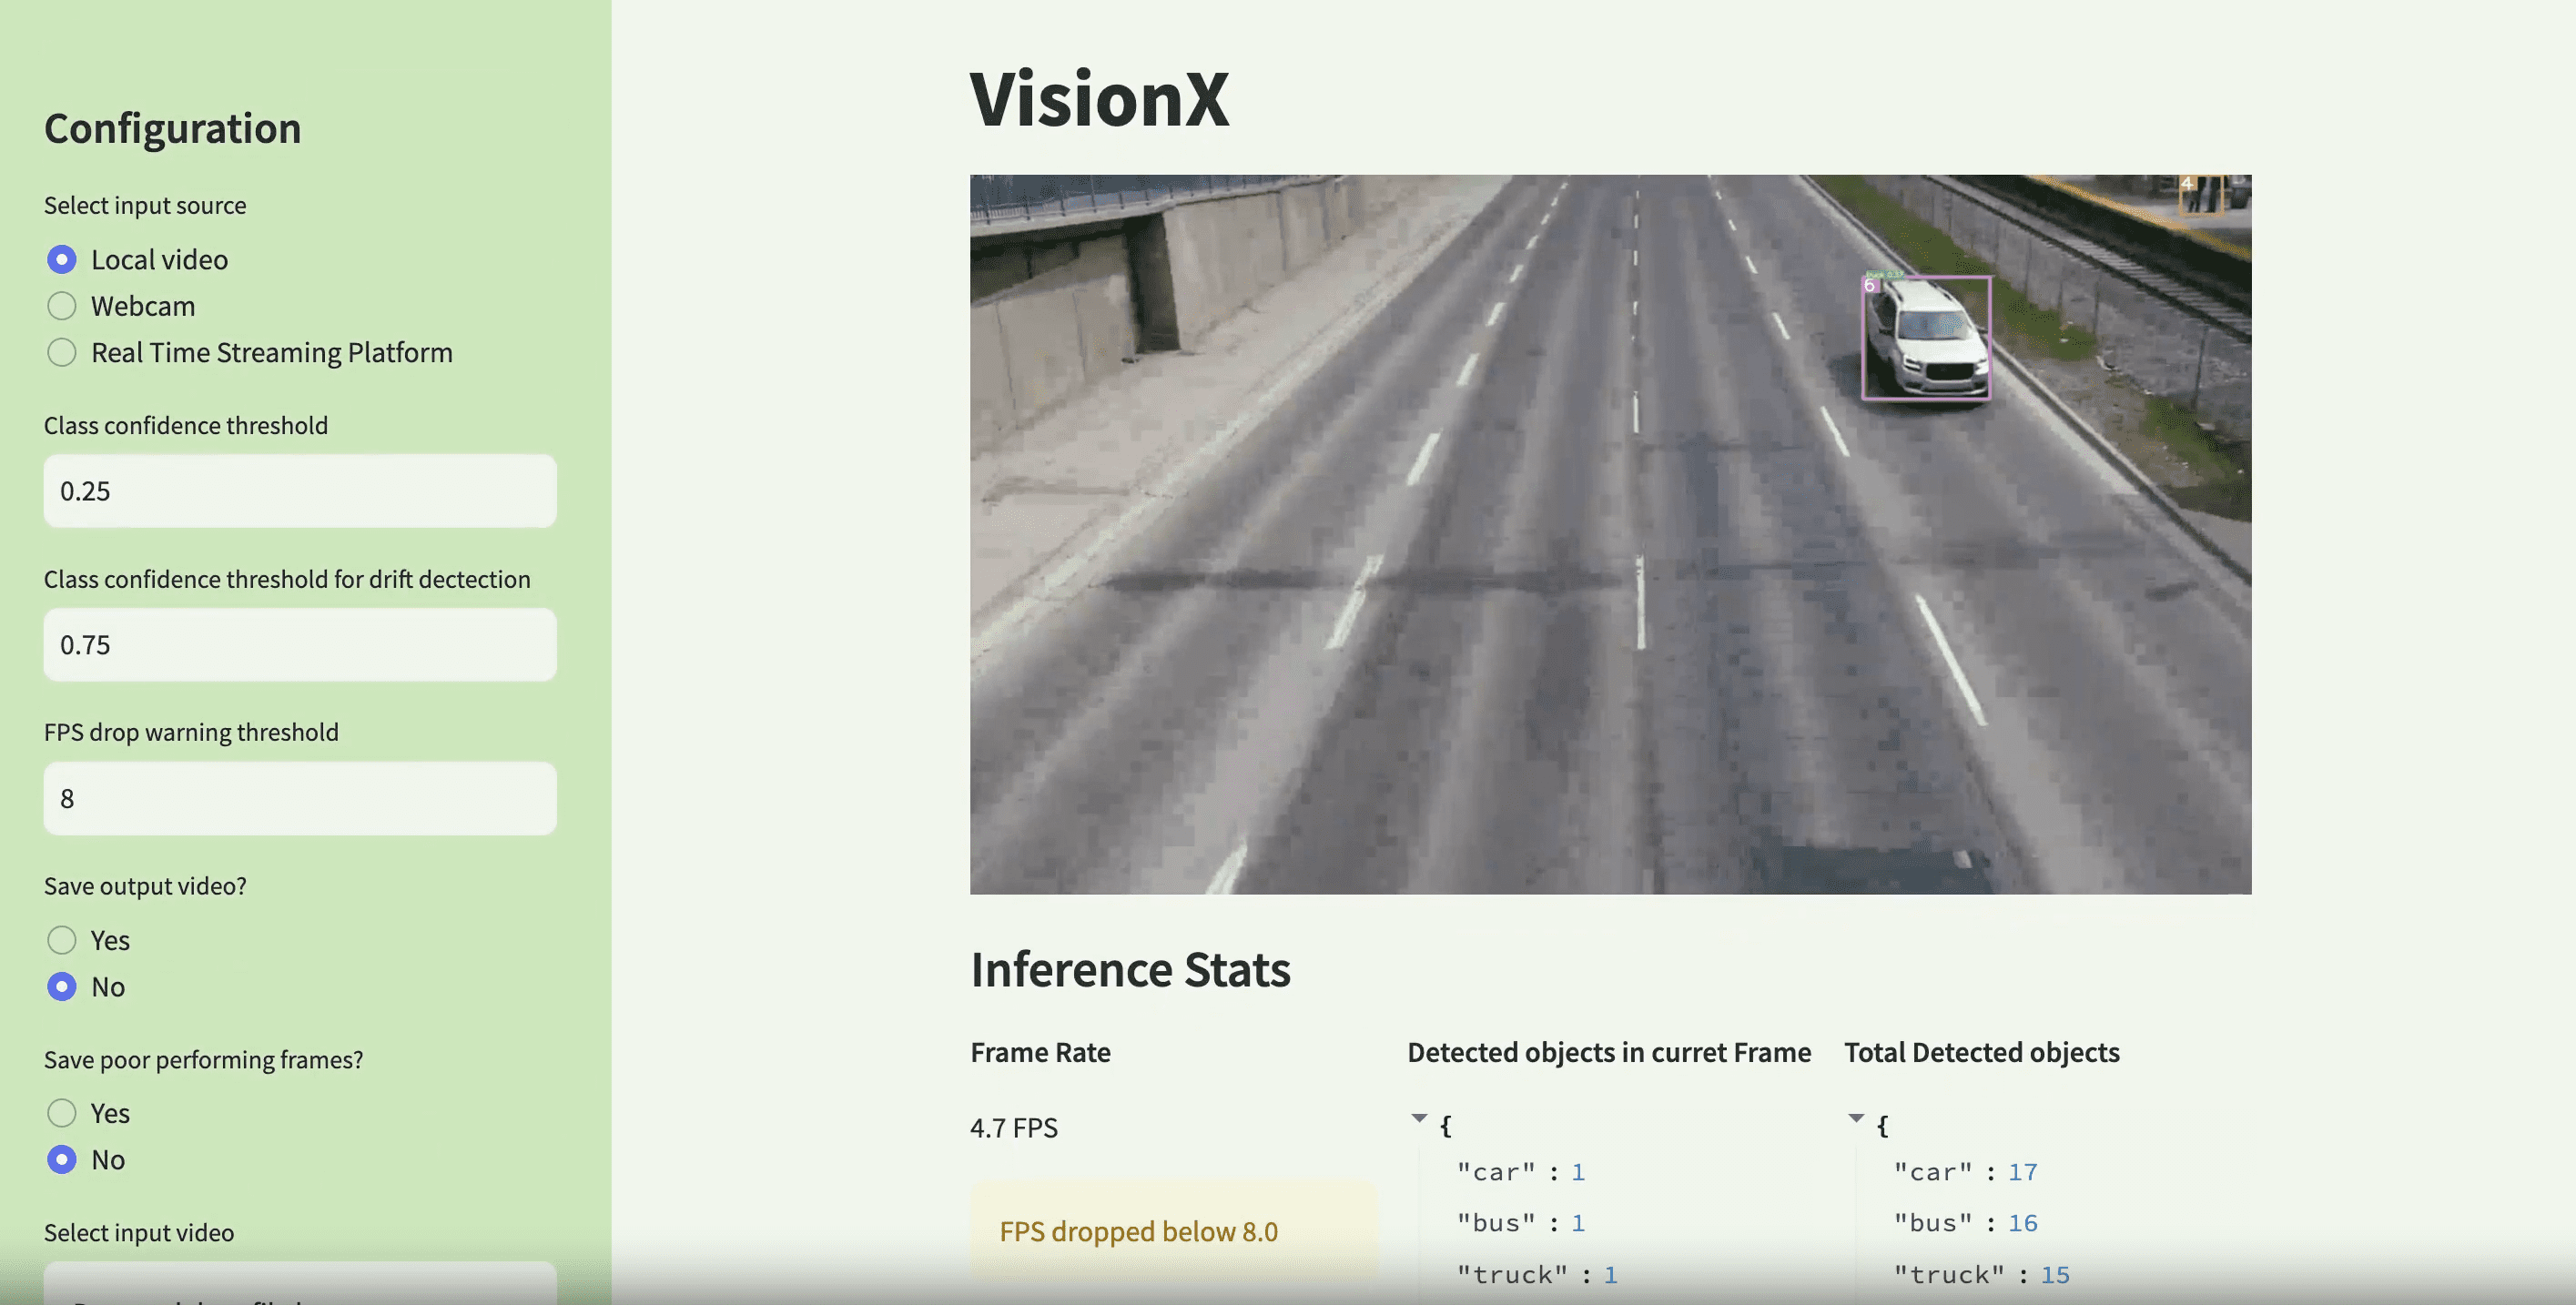 Configuration
Select input source
Local video
Webcam
Real Time Streaming Platform
Class confidence threshold
0.25
Class confidence threshold for drift dectection
0.75
FPS drop warning threshold
8
Save output video?
Yes
No
Save poor performing frames?
Yes
No
Select input video
VisionX
4
6
Inference Stats
Frame Rate
4.7 FPS
FPS dropped below 8.0
Detected objects in curret Frame
{
"car" : 1
"bus" : 1
"truck" : 1
Total Detected objects
{
"car" : 17
"bus" : 16
"truck" : 15